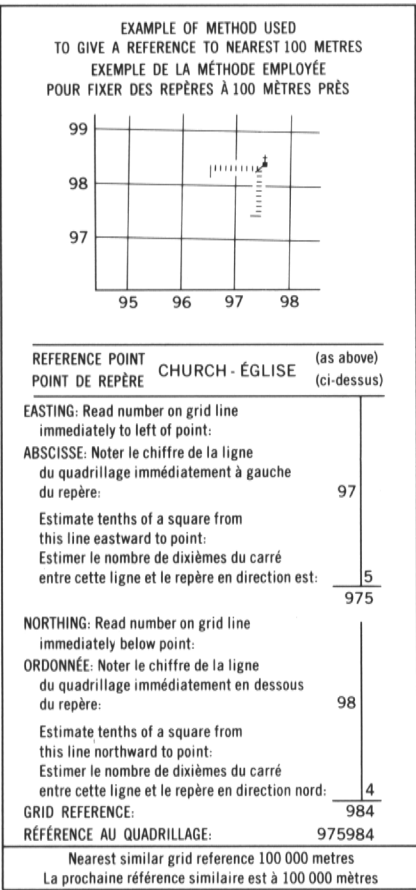 EXAMPLE OF METHOD USED
TO GIVE A REFERENCE TO NEAREST 100 METRES
EXEMPLE DE LA MÉTHODE EMPLOYÉE
POUR FIXER DES REPÈRES À 100 MÈTRES PRÈS
99
98
97
95 96 97 98
REFERENCE POINT
POINT DE REPÈRE
CHURCH - ÉGLISE
(as above)
(ci-dessus)
EASTING: Read number on grid line
immediately to left of point:
ABSCISSE: Noter le chiffre de la ligne
du quadrillage immédiatement à gauche
du repère: 97
Estimate tenths of a square from
this line eastward to point:
Estimer le nombre de dixièmes du carré
entre cette ligne et le repère en direction est: 5
975
NORTHING: Read number on grid line
immediately below point:
ORDONNÉE: Noter le chiffre de la ligne
du quadrillage immédiatement en dessous
du repère: 98
Estimate tenths of a square from
this line northward to point:
Estimer le nombre de dixièmes du carré
entre cette ligne et le repère en direction nord: 4
GRID REFERENCE: 984
RÉFÉRENCE AU QUADRILLAGE: 975984
Nearest similar grid reference 100 000 metres
La prochaine référence similaire est à 100 000 mètres